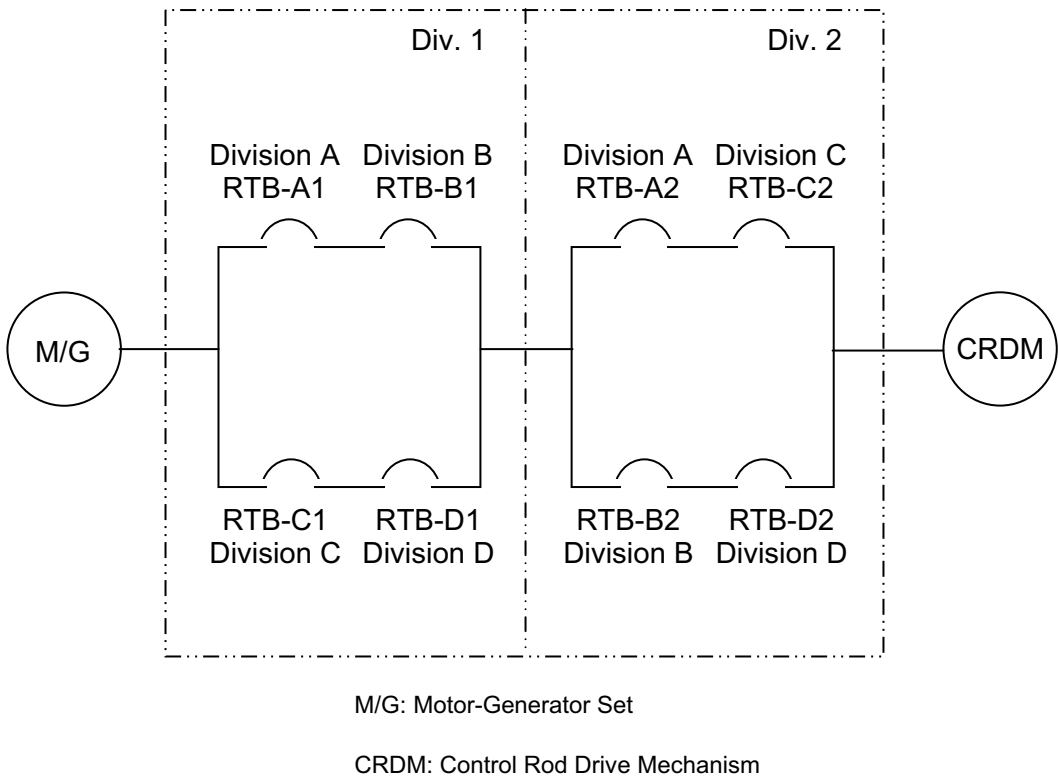 Div. 1
Div. 2
Division A
RTB-A1
Division B
RTB-B1
Division A
RTB-A2
Division C
RTB-C2
M/G
CRDM
RTB-C1
Division C
RTB-D1
Division D
RTB-B2
Division B
RTB-D2
Division D
M/G: Motor-Generator Set
CRDM: Control Rod Drive Mechanism